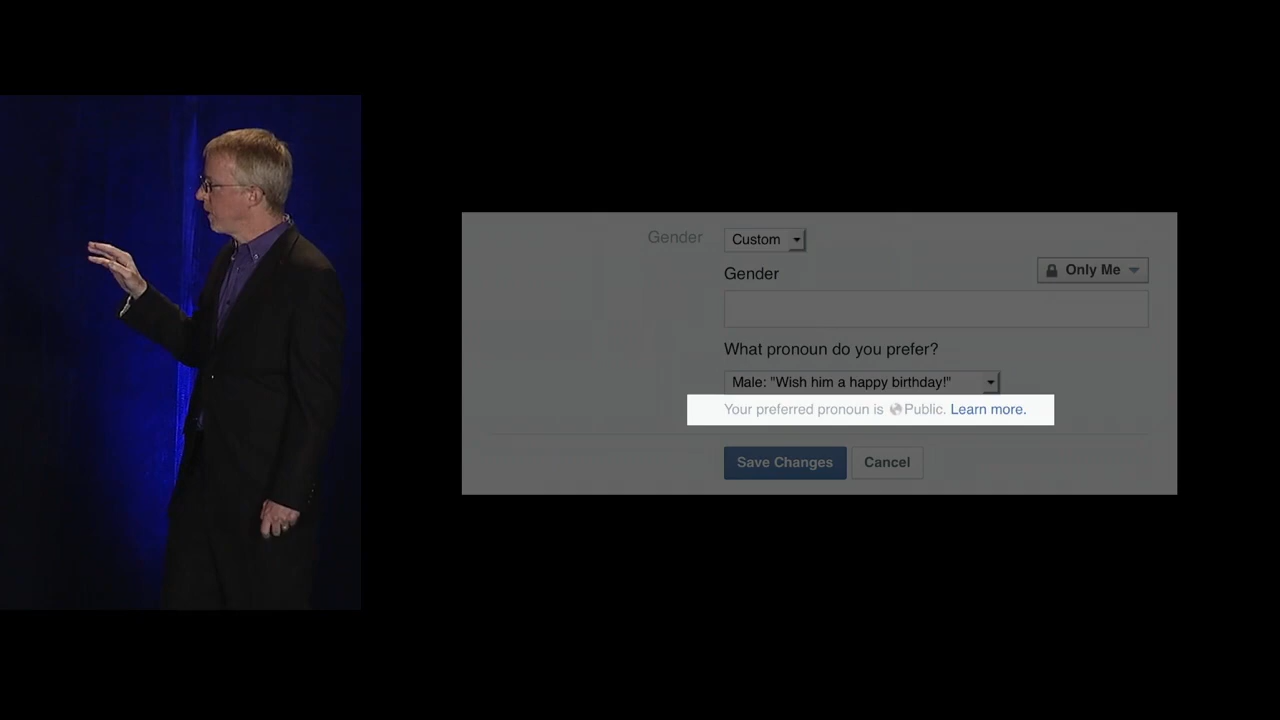 Gender Custom
Gender Only Me
What pronoun do you prefer?
Male: "Wish him a happy birthday!"
Your preferred pronoun is Public. Learn more.
Save Changes Cancel